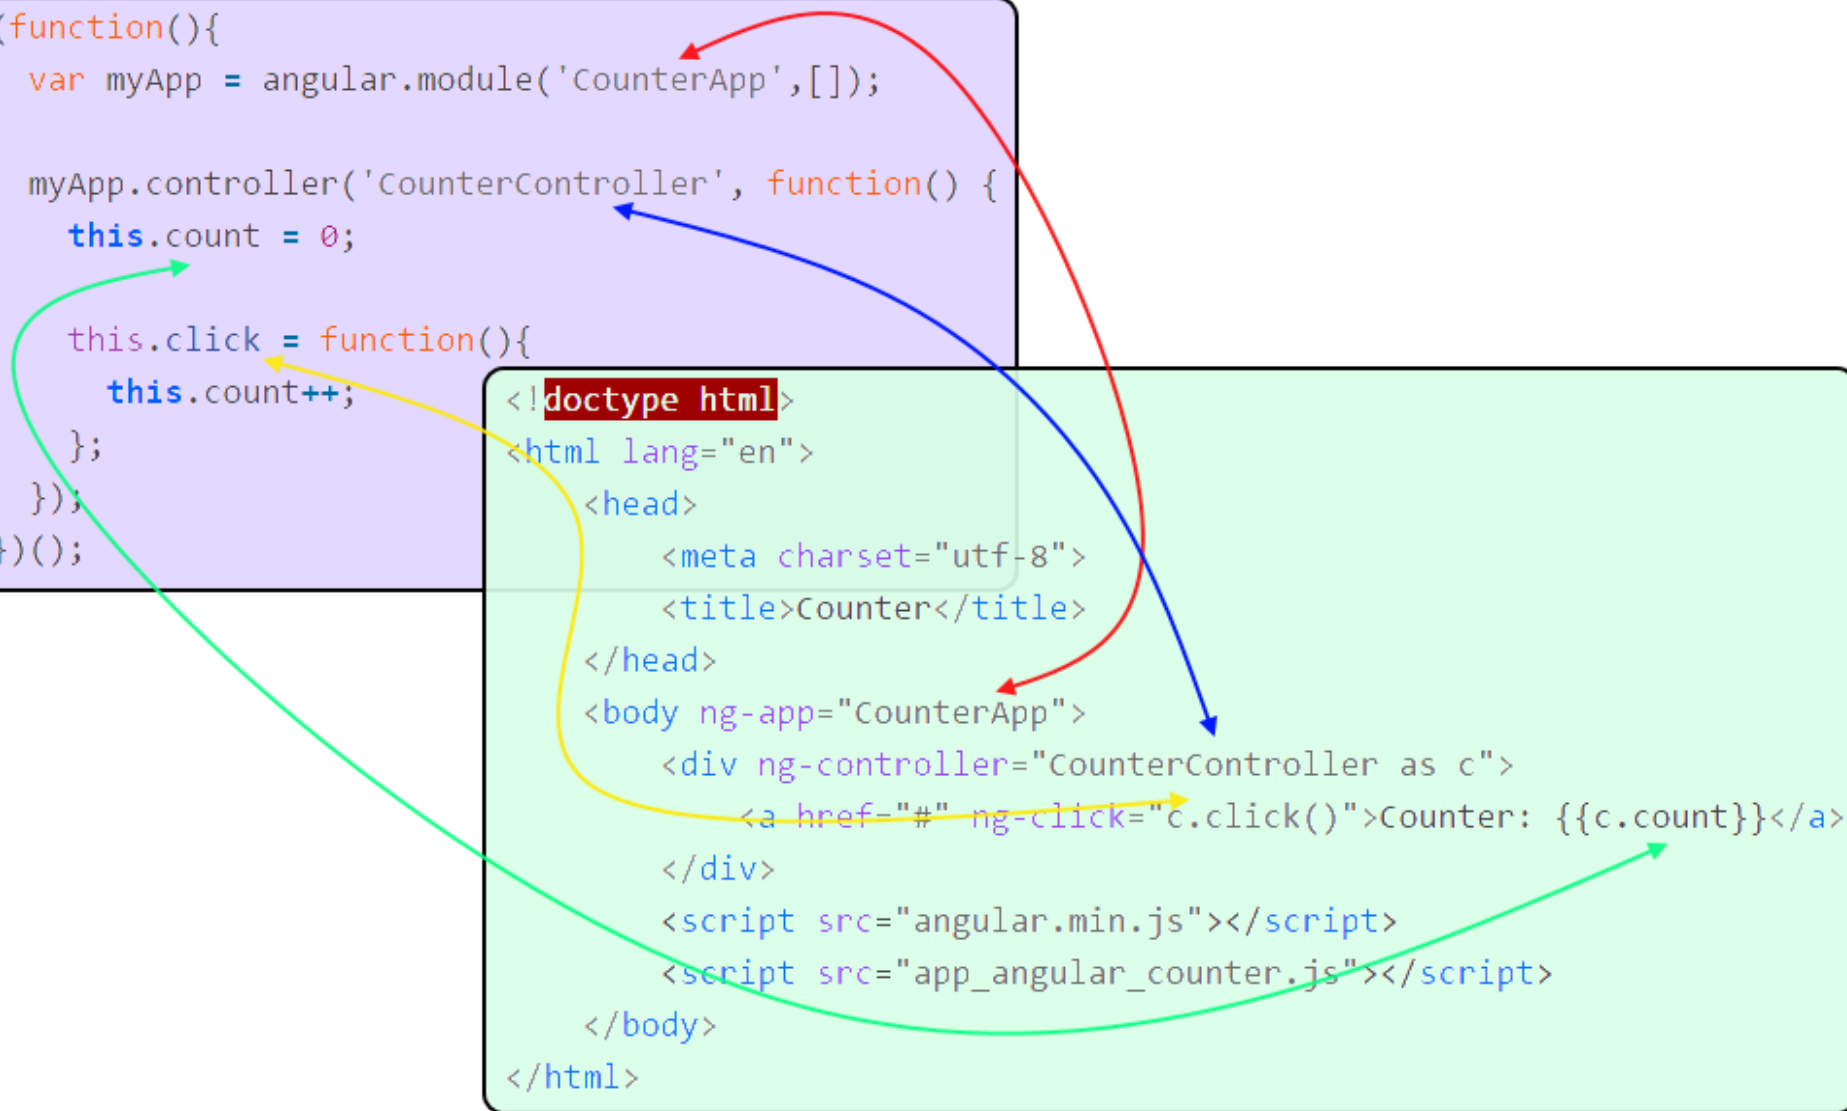 (function(){
var myApp = angular.module('CounterApp',[]);
myApp.controller('CounterController', function() {
this.count = 0;
this.click = function(){
this.count++;
};
});
})();
<!doctype html>
<html lang="en">
<head>
<meta charset="utf-8">
<title>Counter</title>
</head>
<body ng-app="CounterApp">
<div ng-controller="CounterController as c">
<a href="#" ng-click="c.click()">Counter: {{c.count}}</a>
</div>
<script src="angular.min.js"></script>
<script src="app_angular_counter.js"></script>
</body>
</html>